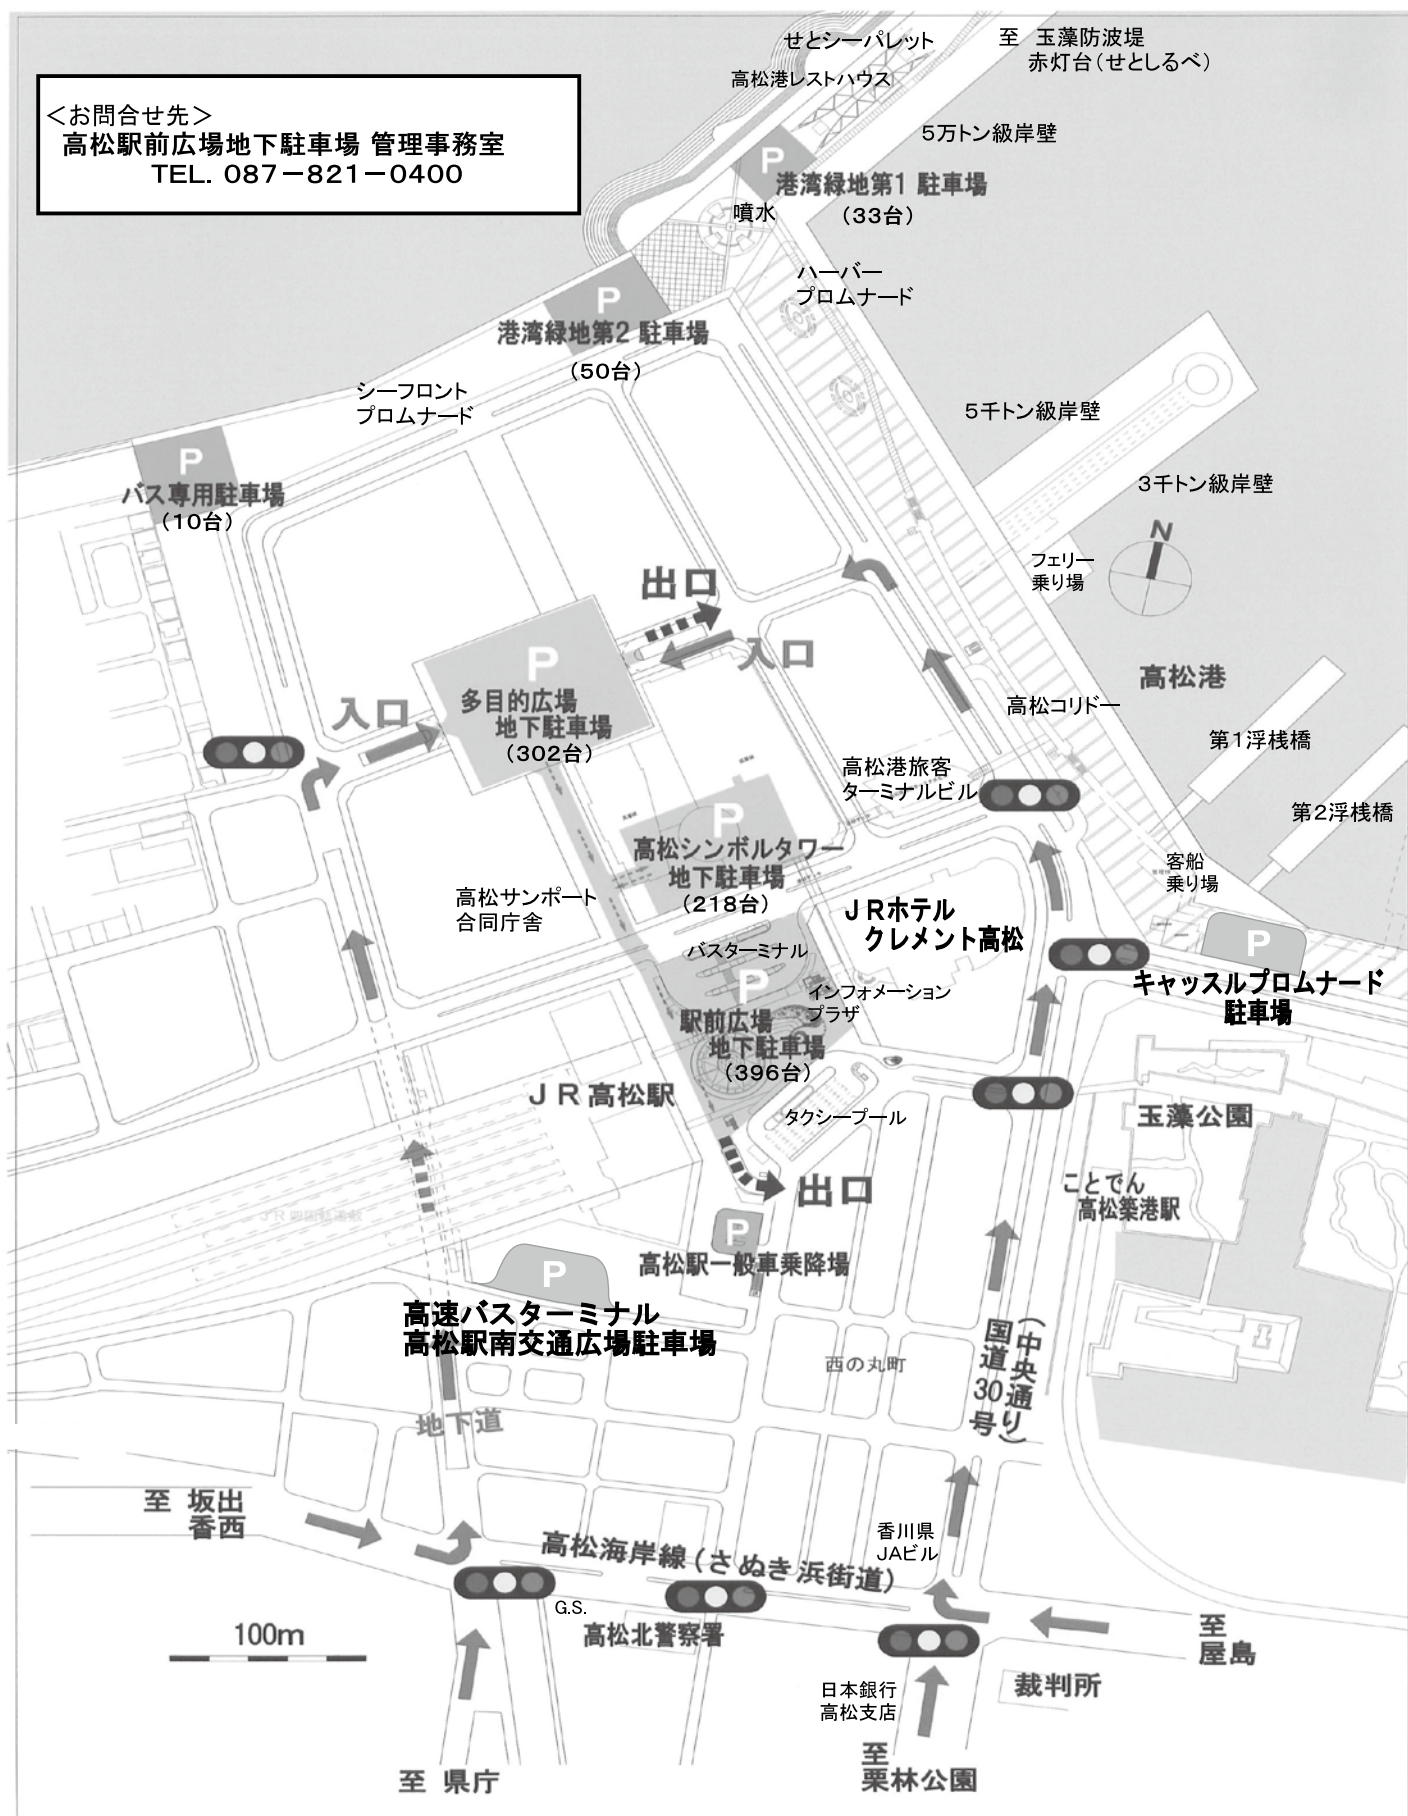 せとシーパレット
至 玉藻防波堤
赤灯台(せとしるべ)
高松港レストハウス
<お問合せ先>
高松駅前広場地下駐車場 管理事務室
TEL. 087-821-0400
5万トン級岸壁
P
港湾緑地第1 駐車場
(33台)
噴水
ハーバー
プロムナード
P
港湾緑地第2 駐車場
(50台)
シーフロント
プロムナード
5千トン級岸壁
P
バス専用駐車場
(10台)
3千トン級岸壁
N
フェリー
乗り場
出口
入口
P
多目的広場
地下駐車場
(302台)
入口
高松港
高松コリドー
第1浮桟橋
第2浮桟橋
高松港旅客
ターミナルビル
P
高松シンボルタワー
地下駐車場
(218台)
客船
乗り場
高松サンポート
合同庁舎
JRホテル
クレメント高松
バスターミナル
P
キャッスルプロムナード
駐車場
P
インフォメーション
プラザ
駅前広場
地下駐車場
(396台)
JR高松駅
タクシープール
玉藻公園
ことでん
高松築港駅
出口
P
高松駅一般車乗降場
P
高速バスターミナル
高松駅南交通広場駐車場
西の丸町
国道30号
(中央通り)
地下道
至 坂出
香西
高松海岸線(さぬき浜街道)
香川県
JAビル
G.S.
高松北警察署
至
屋島
100m
裁判所
日本銀行
高松支店
至
栗林公園
至 県庁